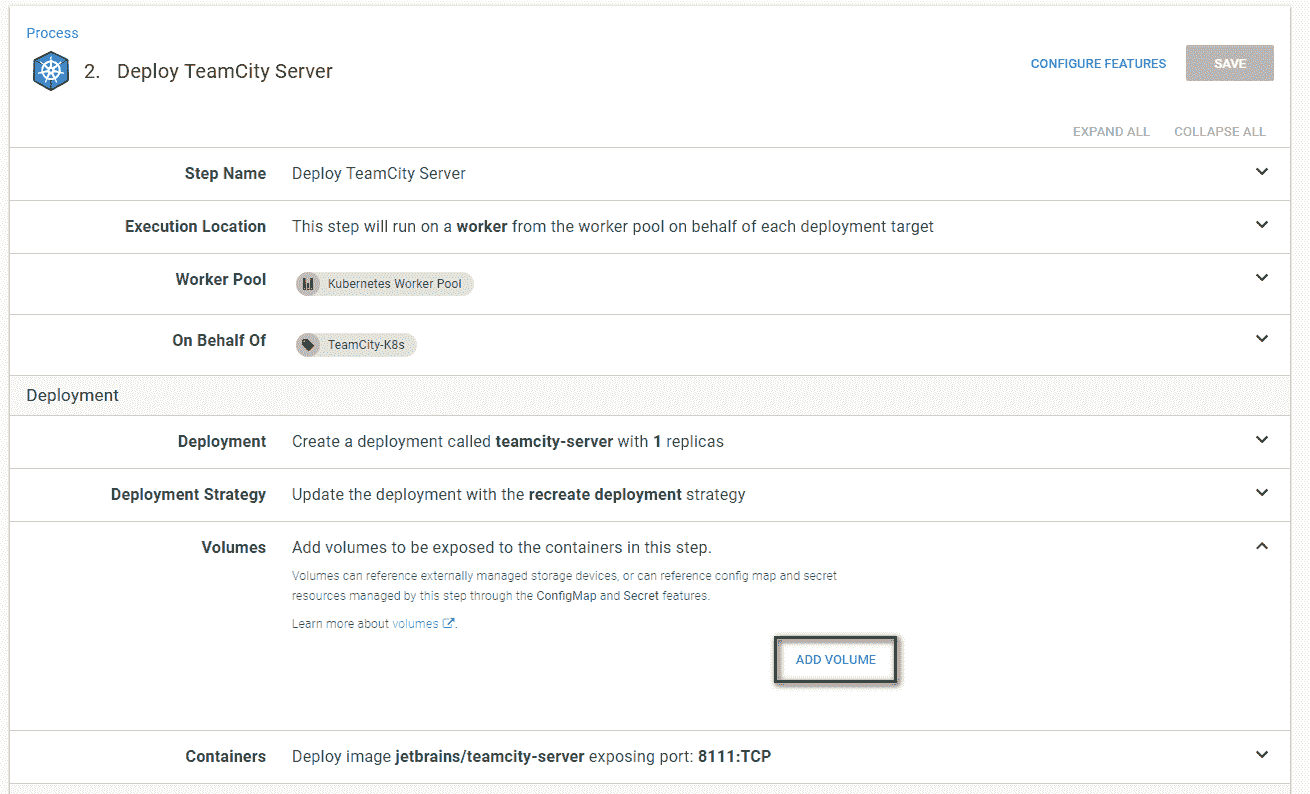 Process
2. Deploy TeamCity Server
CONFIGURE FEATURES
SAVE
EXPAND ALL COLLAPSE ALL
Step Name Deploy TeamCity Server
Execution Location This step will run on a worker from the worker pool on behalf of each deployment target
Worker Pool Kubernetes Worker Pool
On Behalf Of TeamCity-K8s
Deployment
Deployment Create a deployment called teamcity-server with 1 replicas
Deployment Strategy Update the deployment with the recreate deployment strategy
Volumes Add volumes to be exposed to the containers in this step.
Volumes can reference externally managed storage devices, or can reference config map and secret
resources managed by this step through the ConfigMap and Secret features.
Learn more about volumes.
ADD VOLUME
Containers Deploy image jetbrains/teamcity-server exposing port: 8111:TCP